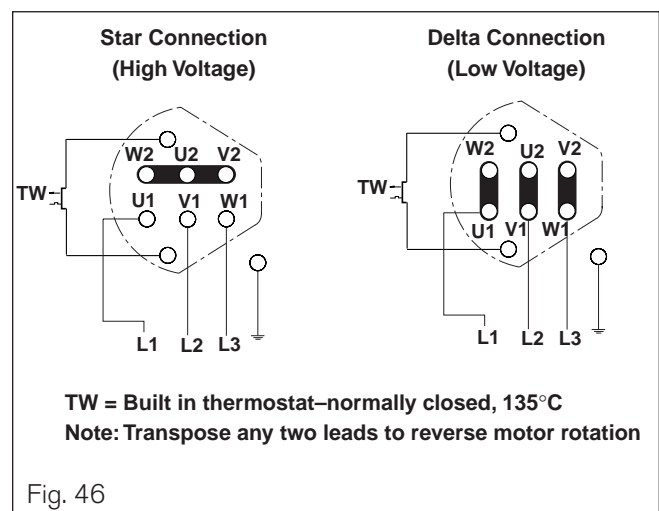 Star Connection
(High Voltage)
W2 U2 V2
TW
U1 V1 W1
L1 L2 L3
Delta Connection
(Low Voltage)
W2 U2 V2
TW
U1 V1 W1
L1 L2 L3
TW = Built in thermostat–normally closed, 135°C
Note: Transpose any two leads to reverse motor rotation
Fig. 46